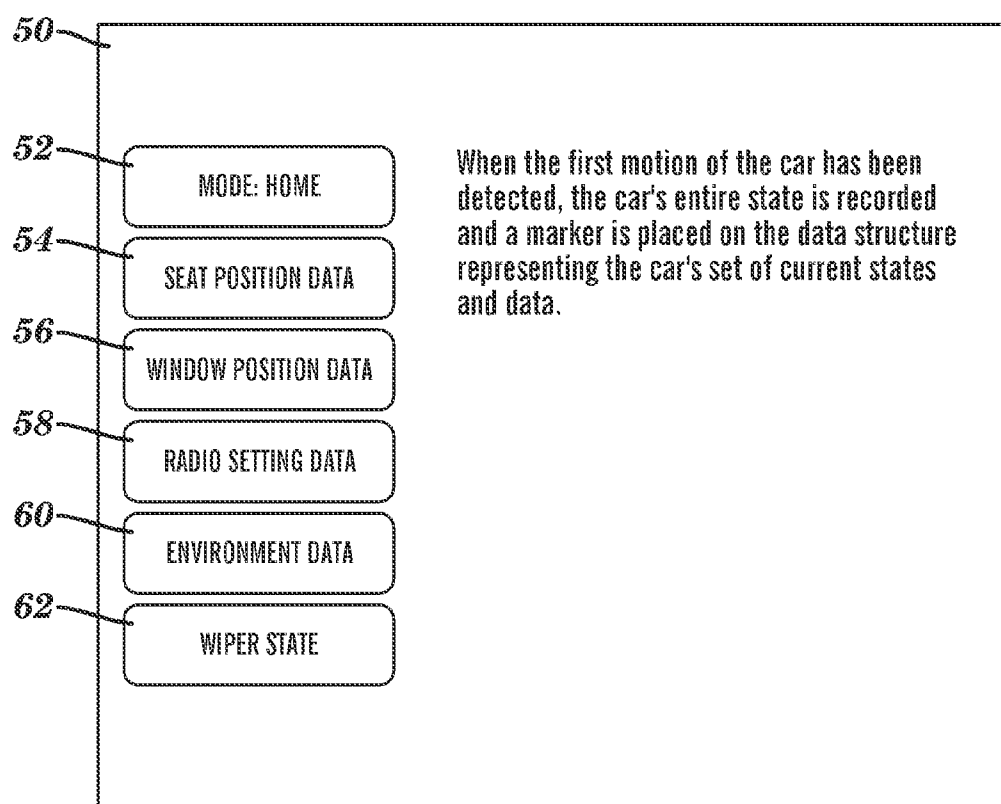 50
52
MODE: HOME
When the first motion of the car has been
detected, the car's entire state is recorded
and a marker is placed on the data structure
representing the car's set of current states
and data.
54
SEAT POSITION DATA
56
WINDOW POSITION DATA
58
RADIO SETTING DATA
60
ENVIRONMENT DATA
62
WIPER STATE